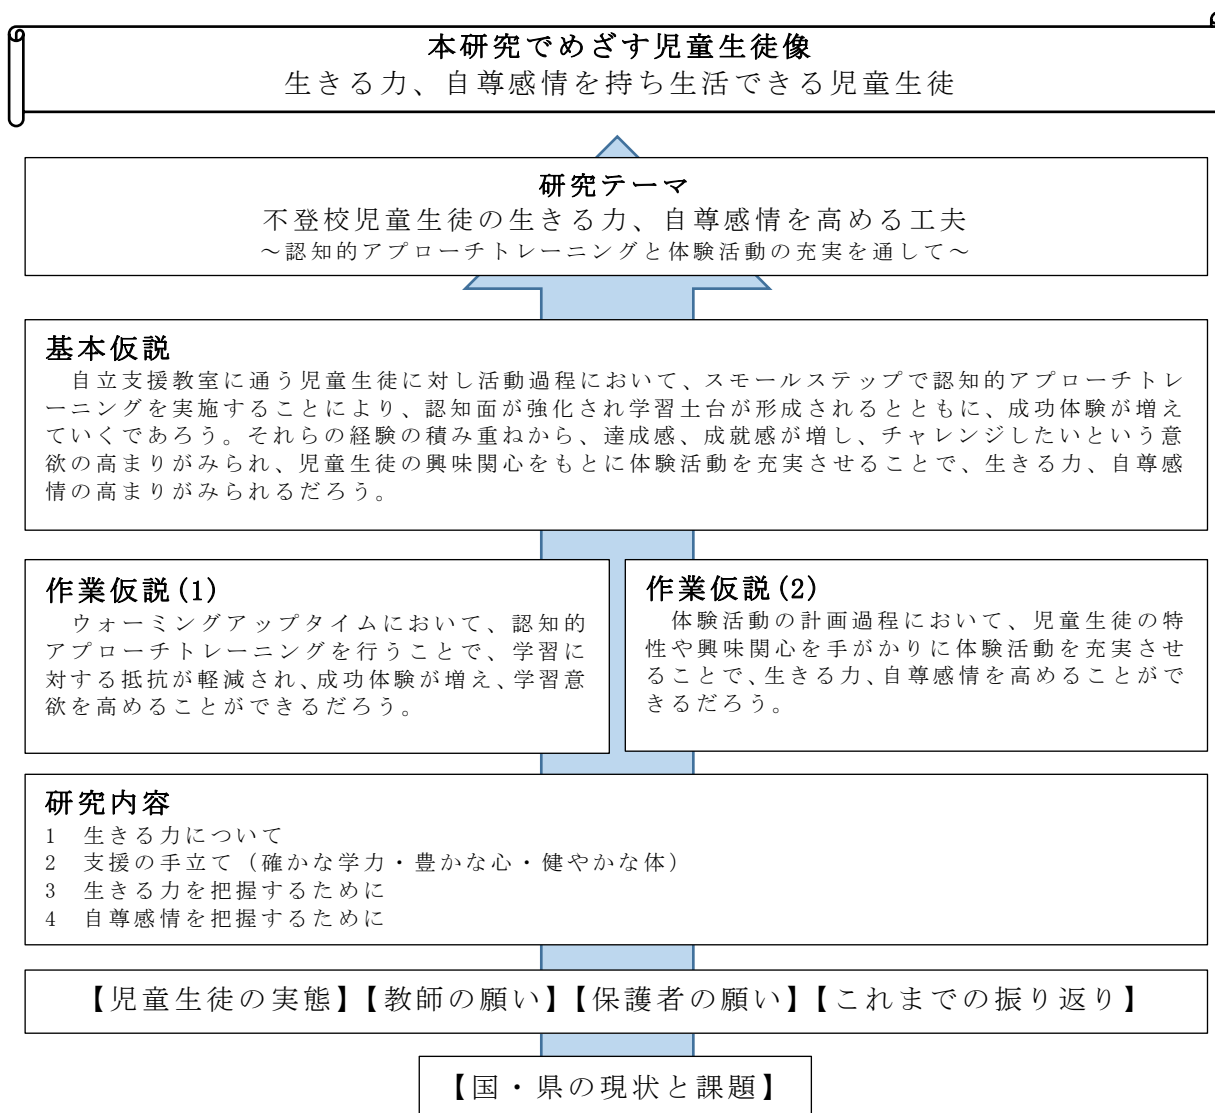 本研究でめざす児童生徒像
生きる力、自尊感情を持ち生活できる児童生徒
研究テーマ
不登校児童生徒の生きる力、自尊感情を高める工夫
～認知的アプローチトレーニングと体験活動の充実を通して～
基本仮説
自立支援教室に通う児童生徒に対し活動過程において、スモールステップで認知的アプローチトレ
ーニングを実施することにより、認知面が強化され学習土台が形成されるとともに、成功体験が増え
ていくであろう。それらの経験の積み重ねから、達成感、成就感が増し、チャレンジしたいという意
欲の高まりがみられ、児童生徒の興味関心をもとに体験活動を充実させることで、生きる力、自尊感
情の高まりがみられるだろう。
作業仮説(1)
ウォーミングアップタイムにおいて、認知的
アプローチトレーニングを行うことで、学習に
対する抵抗が軽減され、成功体験が増え、学習意
欲を高めることができるだろう。
作業仮説(2)
体験活動の計画過程において、児童生徒の特
性や興味関心を手がかりに体験活動を充実させ
ることで、生きる力、自尊感情を高めることがで
きるだろう。
研究内容
1 生きる力について
2 支援の手立て（確かな学力・豊かな心・健やかな体）
3 生きる力を把握するために
4 自尊感情を把握するために
【児童生徒の実態】【教師の願い】【保護者の願い】【これまでの振り返り】
【国・県の現状と課題】